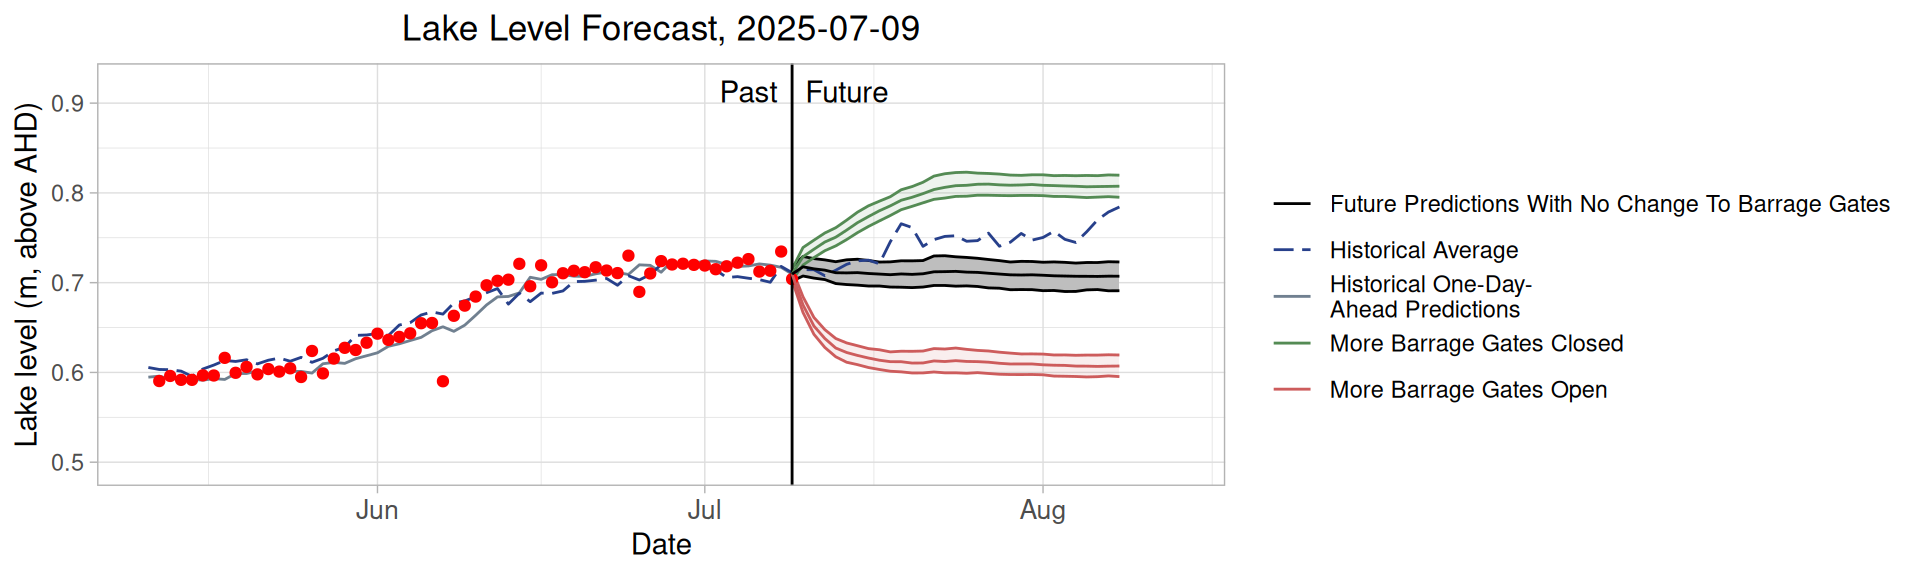 Lake Level Forecast, 2025-07-09
Past
Future
Lake level (m, above AHD)
0.9
0.8
0.7
0.6
0.5
Jun
Jul
Aug
Date
Future Predictions With No Change To Barrage Gates
Historical Average
Historical One-Day-
Ahead Predictions
More Barrage Gates Closed
More Barrage Gates Open